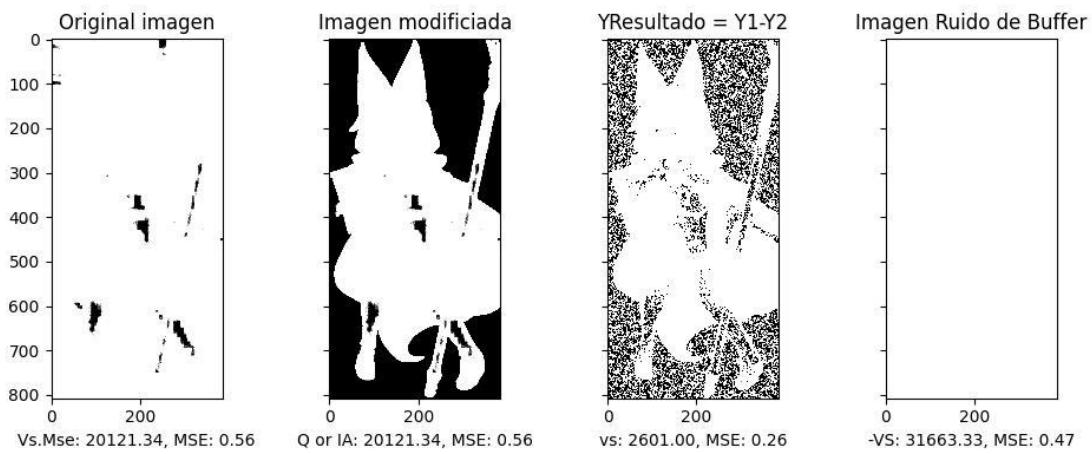 Original imagen
Imagen modificiada
YResultado = Y1-Y2
Imagen Ruido de Buffer
0
100
200
300
400
500
600
700
800
0 200
0 200
0 200
0 200
Vs.Mse: 20121.34, MSE: 0.56
Q or IA: 20121.34, MSE: 0.56
vs: 2601.00, MSE: 0.26
-VS: 31663.33, MSE: 0.47